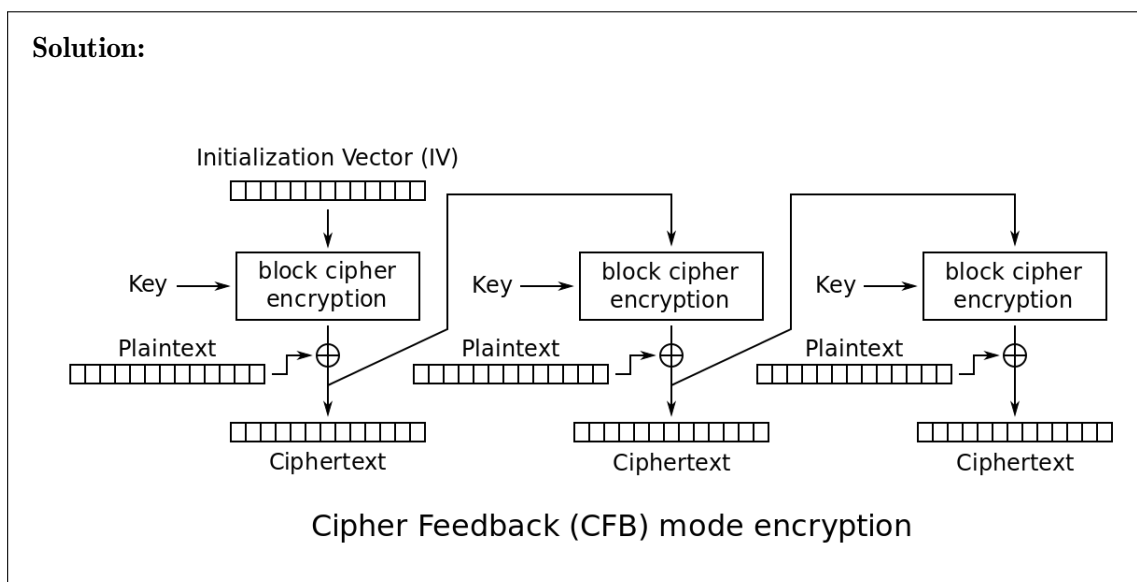 Solution:
Initialization Vector (IV)
block cipher
encryption
Key
Plaintext
Ciphertext
block cipher
encryption
Key
Plaintext
Ciphertext
block cipher
encryption
Key
Plaintext
Ciphertext
Cipher Feedback (CFB) mode encryption